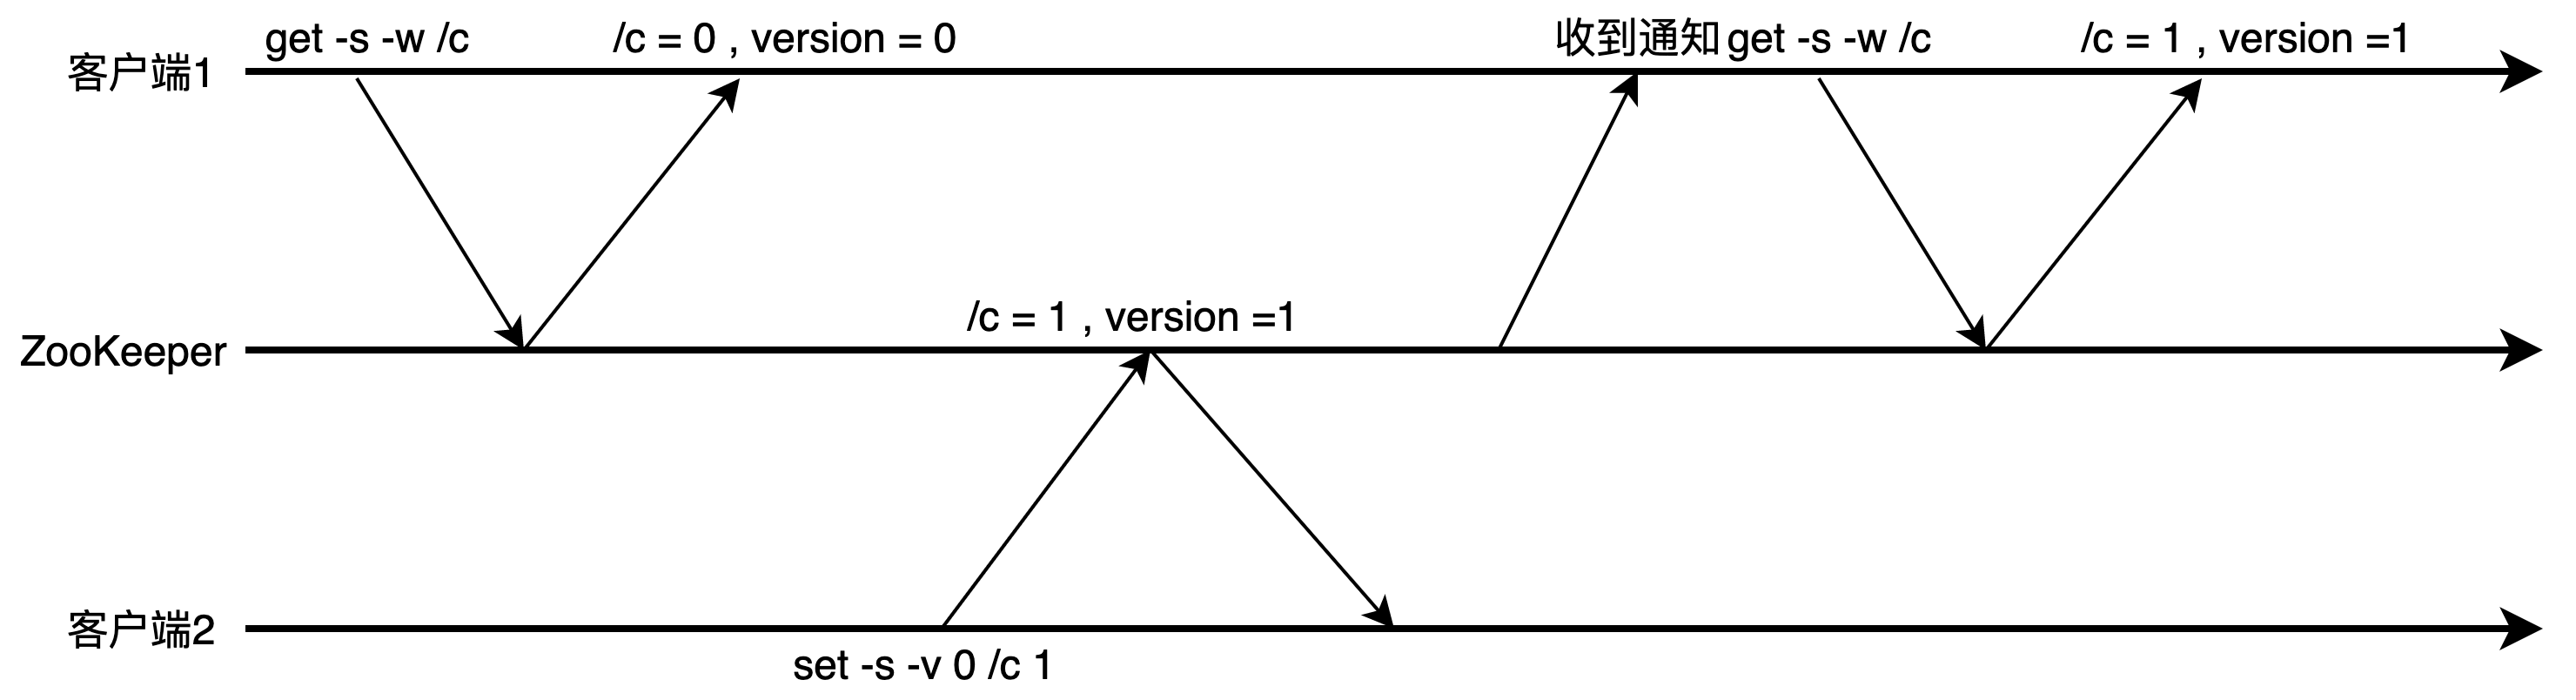 get -s -w /c
/c = 0 , version = 0
收到通知 get -s -w /c
/c = 1 , version =1
客户端1
/c = 1 , version =1
ZooKeeper
客户端2
set -s -v 0 /c 1